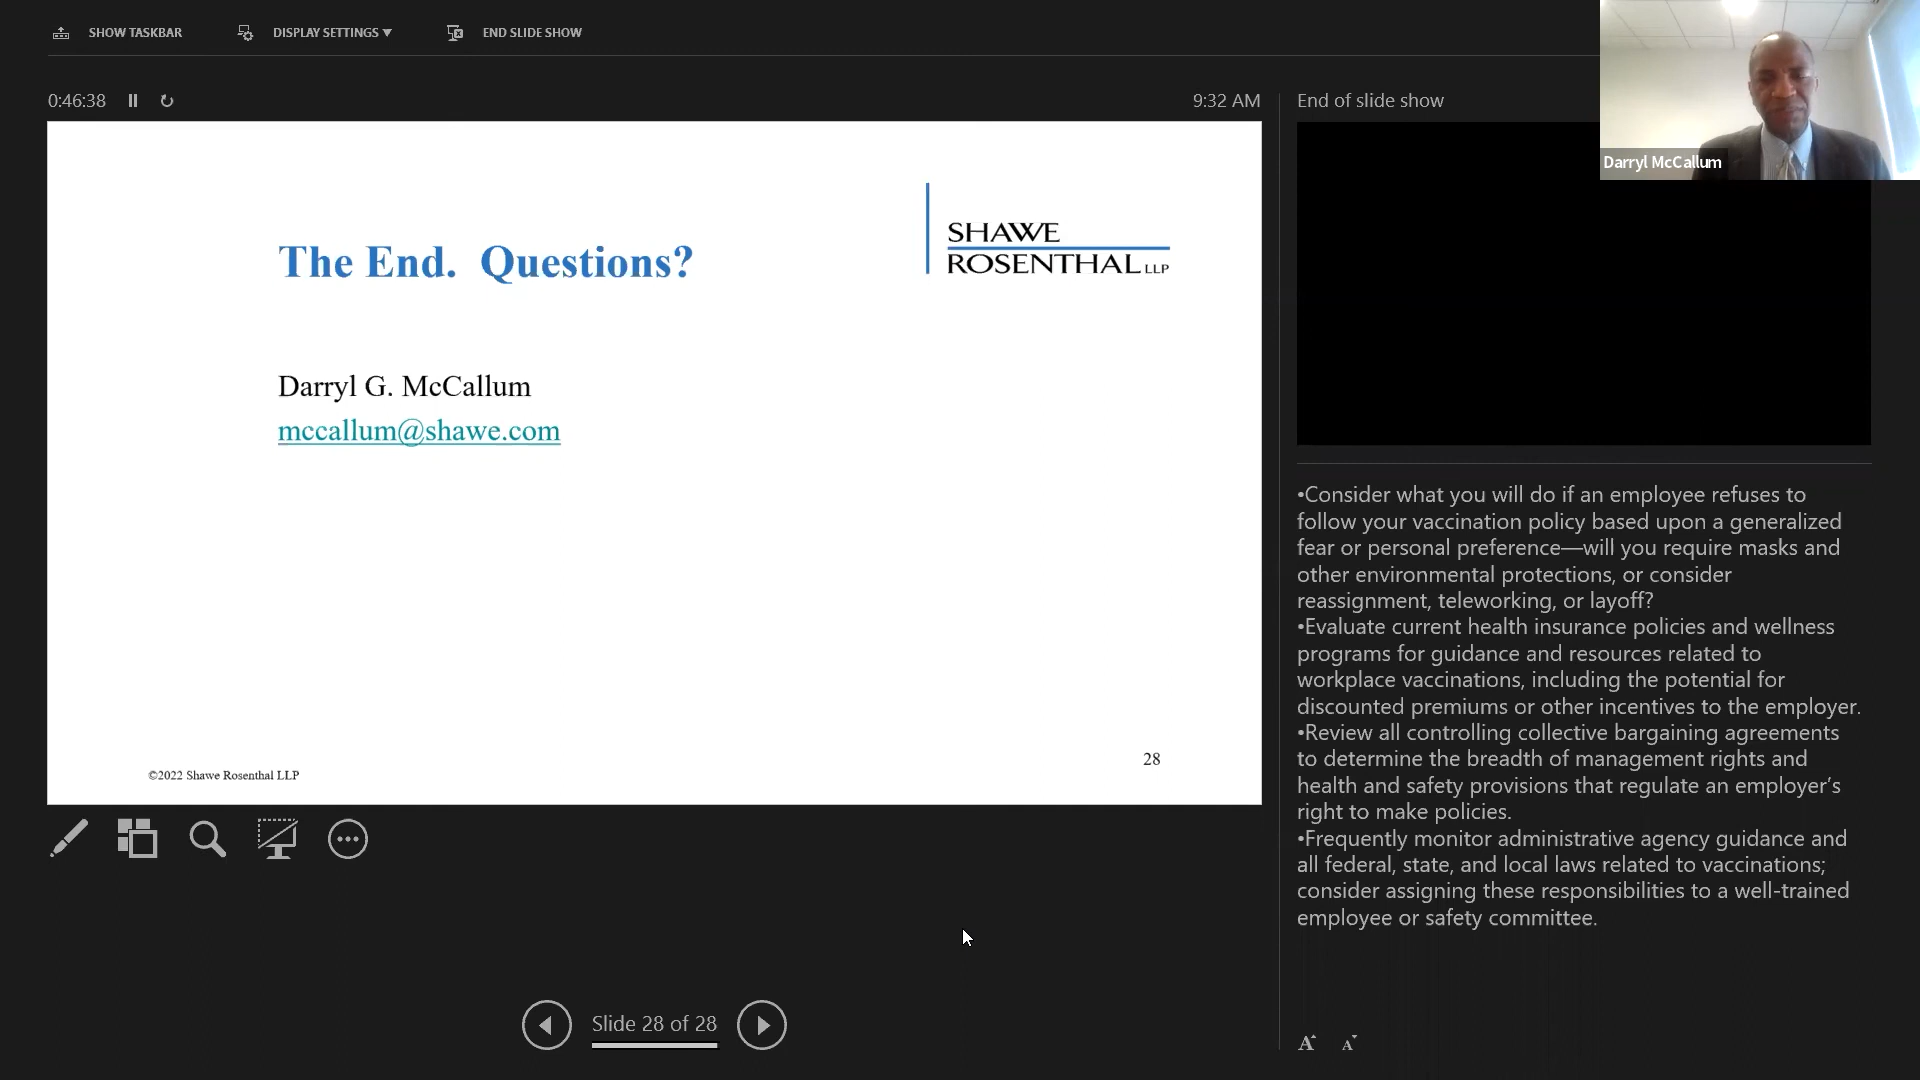 SHOW TASKBAR
DISPLAY SETTINGS ▼
END SLIDE SHOW
0:46:38
9:32 AM
End of slide show
Darryl McCallum
The End.  Questions?
SHAWE
ROSENTHAL LLP
Darryl G. McCallum
mccallum@shawe.com
28
©2022 Shawe Rosenthal LLP
•Consider what you will do if an employee refuses to
follow your vaccination policy based upon a generalized
fear or personal preference—will you require masks and
other environmental protections, or consider
reassignment, teleworking, or layoff?
•Evaluate current health insurance policies and wellness
programs for guidance and resources related to
workplace vaccinations, including the potential for
discounted premiums or other incentives to the employer.
•Review all controlling collective bargaining agreements
to determine the breadth of management rights and
health and safety provisions that regulate an employer’s
right to make policies.
•Frequently monitor administrative agency guidance and
all federal, state, and local laws related to vaccinations;
consider assigning these responsibilities to a well-trained
employee or safety committee.
Slide 28 of 28
A A